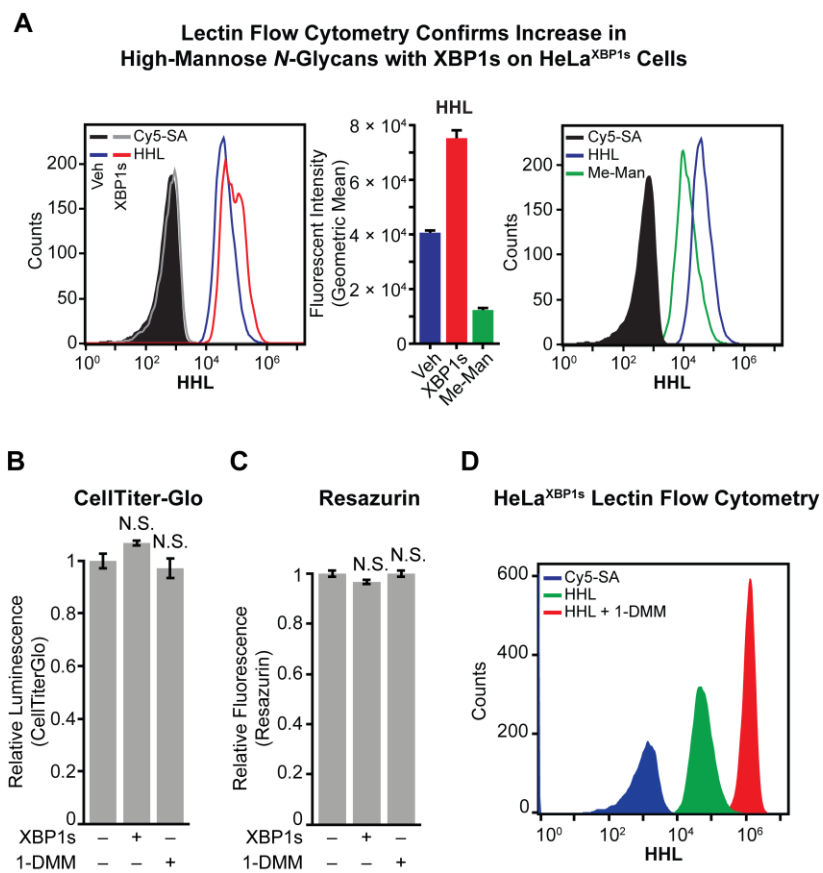 A
Lectin Flow Cytometry Confirms Increase in
High-Mannose N-Glycans with XBP1s on HeLa^XBP1s Cells
Cy5-SA
HHL
Veh
XBP1s
Counts
200
150
100
50
0
10^0 10^2 10^4 10^6
HHL
HHL
Fluorescent Intensity
(Geometric Mean)
8 × 10^4
6 × 10^4
4 × 10^4
2 × 10^4
0
Veh
XBP1s
Me-Man
Cy5-SA
HHL
Me-Man
Counts
200
150
100
50
0
10^0 10^2 10^4 10^6
HHL
B
CellTiter-Glo
N.S.
N.S.
Relative Luminescence
(CellTiterGlo)
1
0.8
0.6
0.4
0.2
0
XBP1s – + –
1-DMM – – +
C
Resazurin
N.S. N.S.
Relative Fluorescence
(Resazurin)
1
0.8
0.6
0.4
0.2
0
XBP1s – + –
1-DMM – – +
D
HeLa^XBP1s Lectin Flow Cytometry
Cy5-SA
HHL
HHL + 1-DMM
Counts
600
400
200
0
10^0 10^2 10^4 10^6
HHL